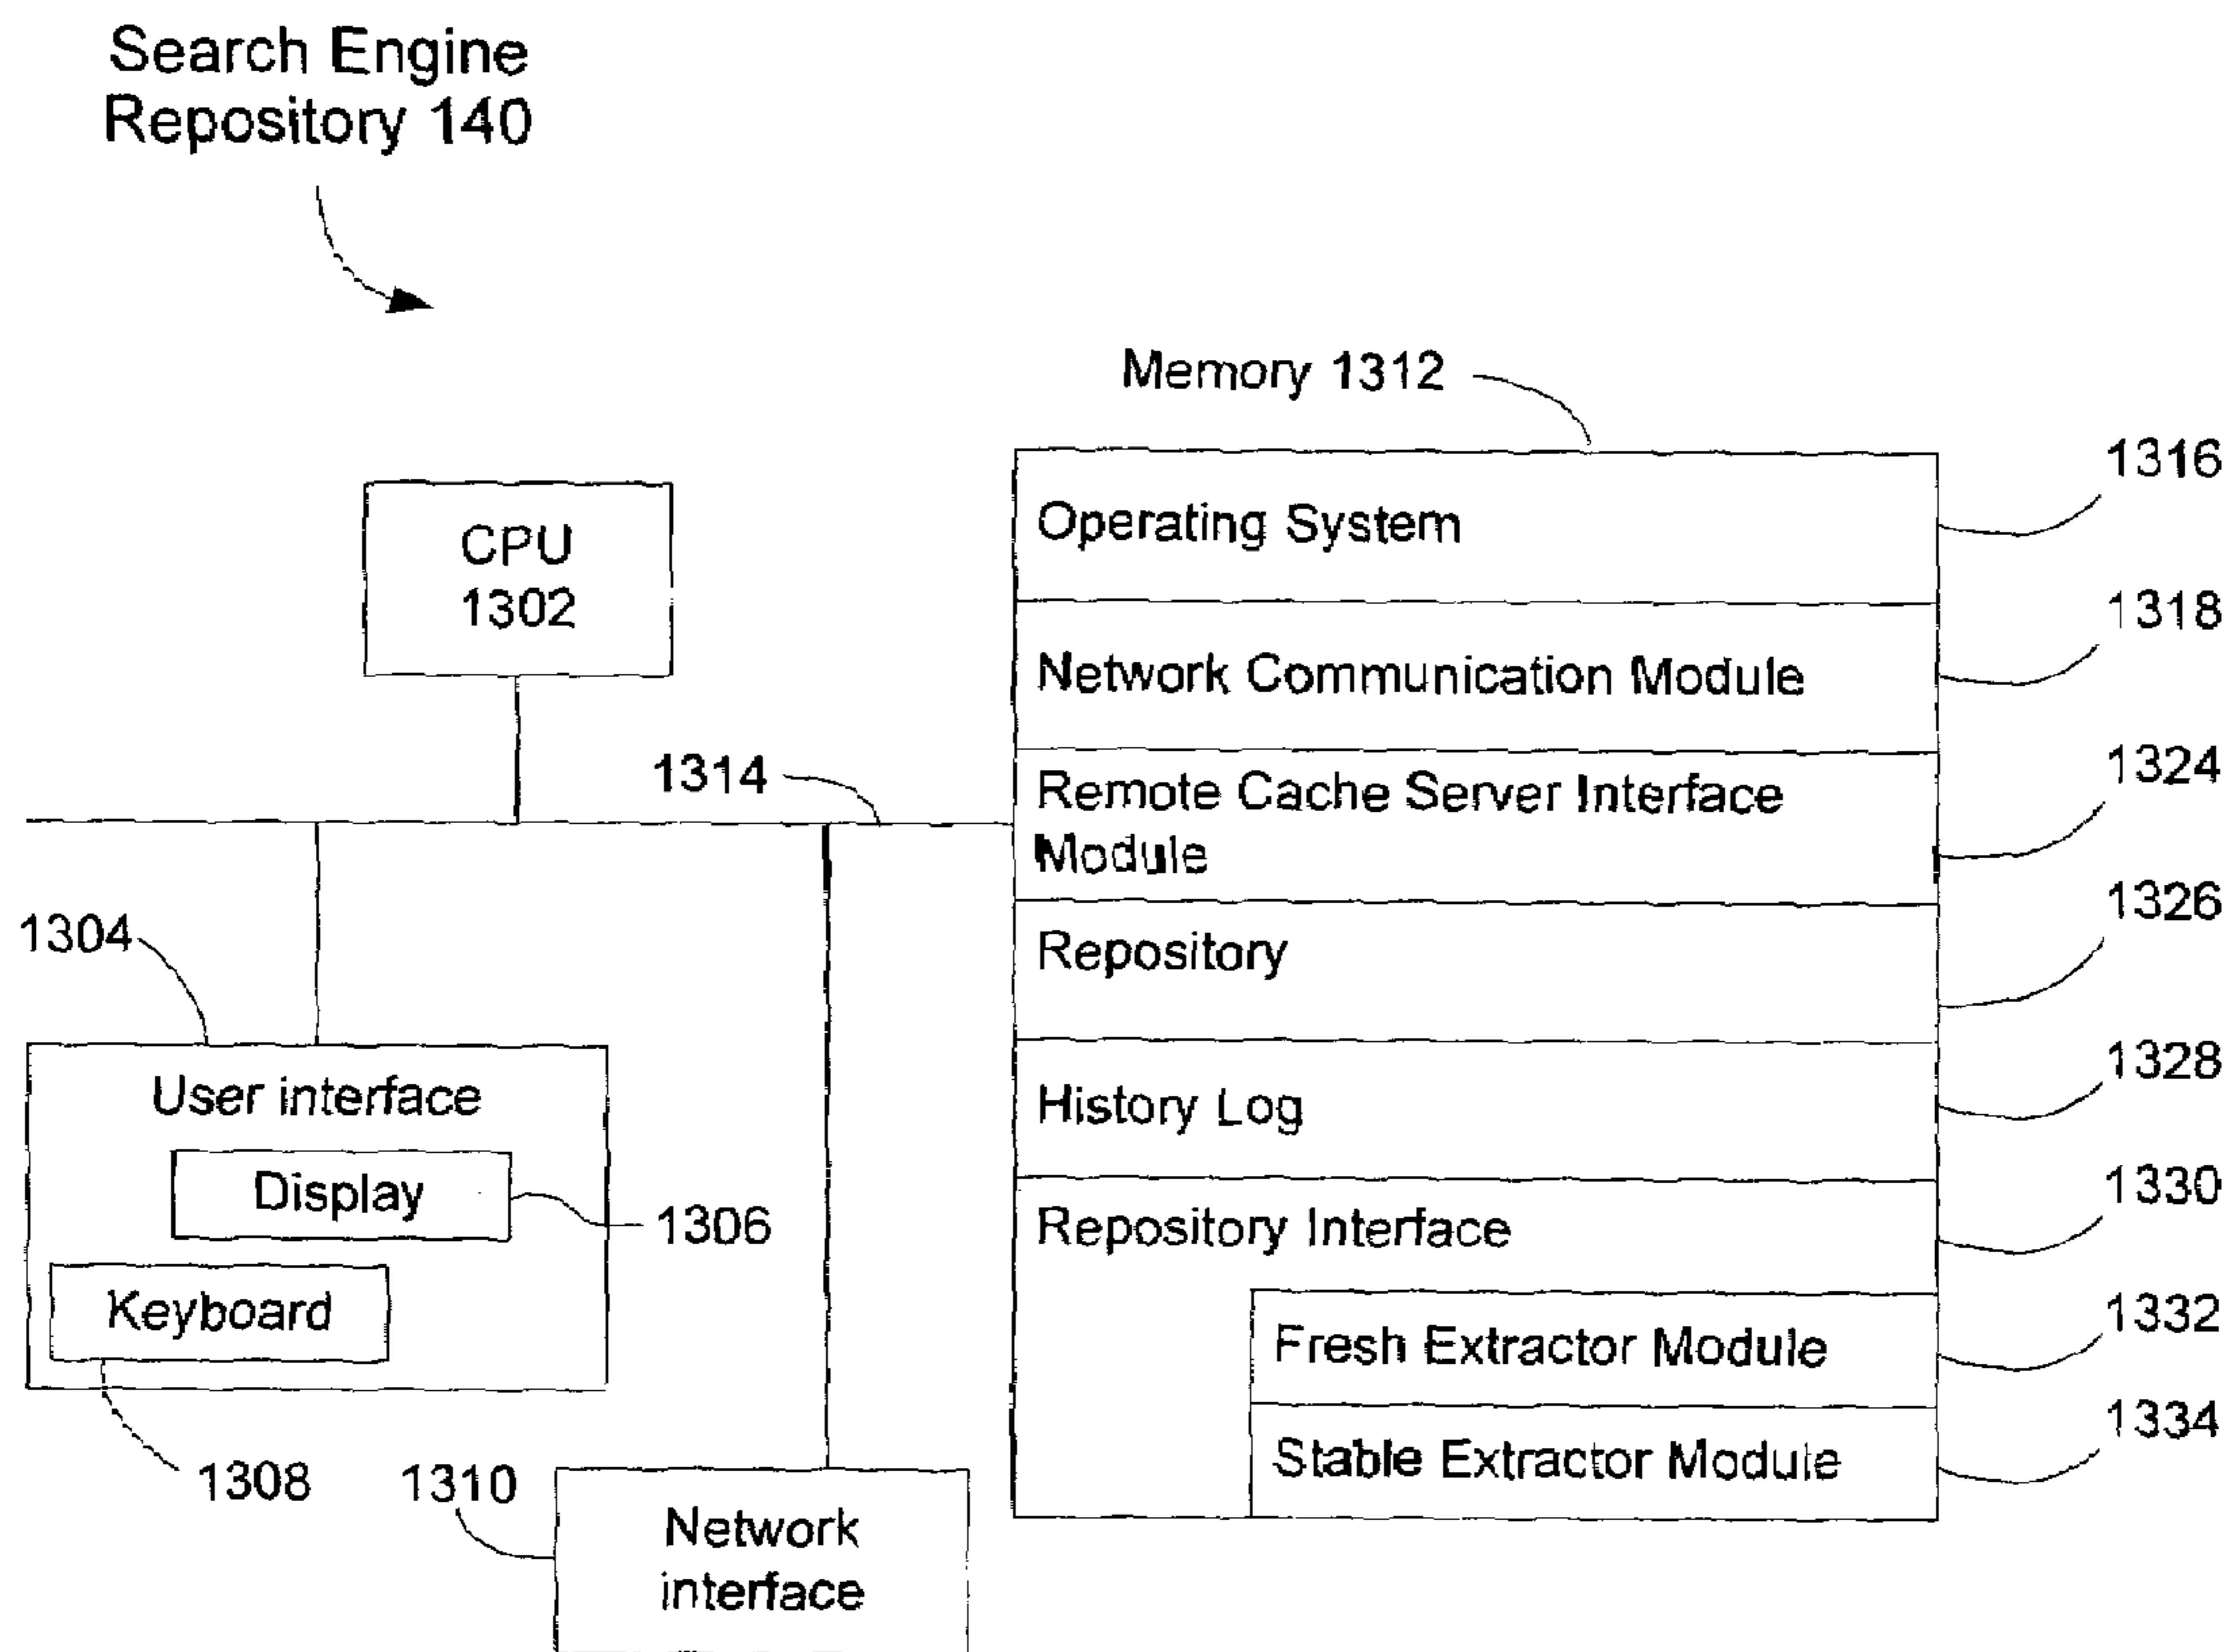 Search Engine
Repository 140
Memory 1312
1316
Operating System
CPU
1302
1318
Network Communication Module
1314
1324
Remote Cache Server Interface
Module
1326
Repository
1304
1328
User interface
History Log
Display
1306
1330
Repository Interface
Keyboard
1332
Fresh Extractor Module
1334
Stable Extractor Module
1308
1310
Network
interface